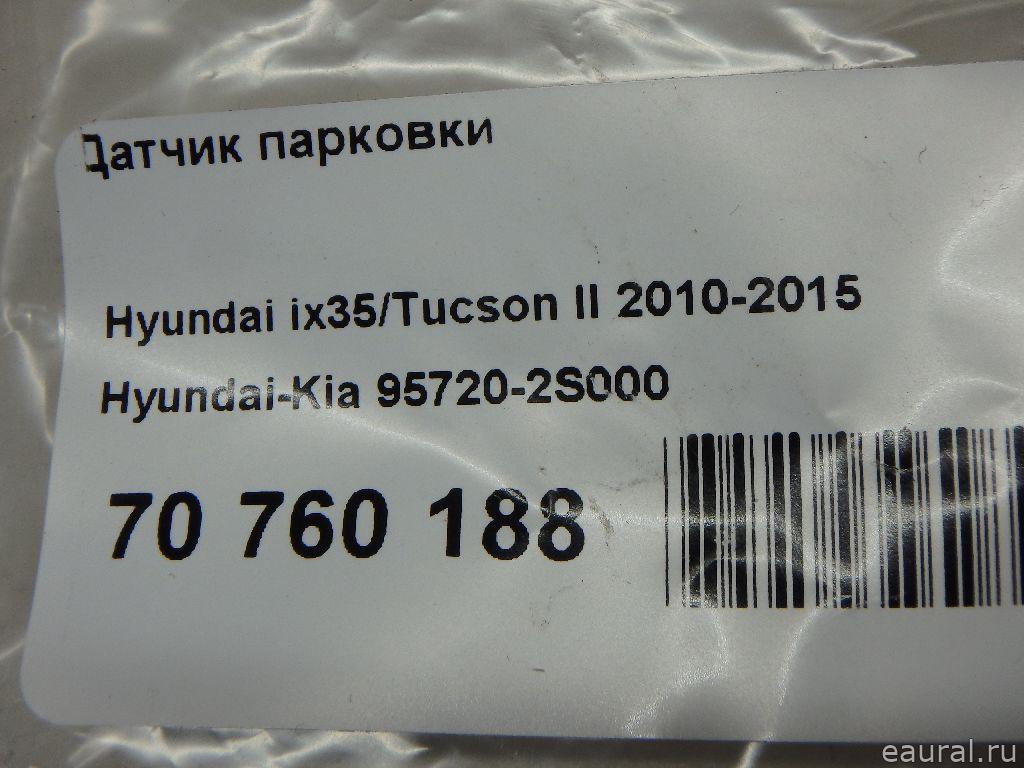 Датчик парковки
Hyundai ix35/Tucson II 2010-2015
Hyundai-Kia 95720-2S000
70 760 188
eaural.ru